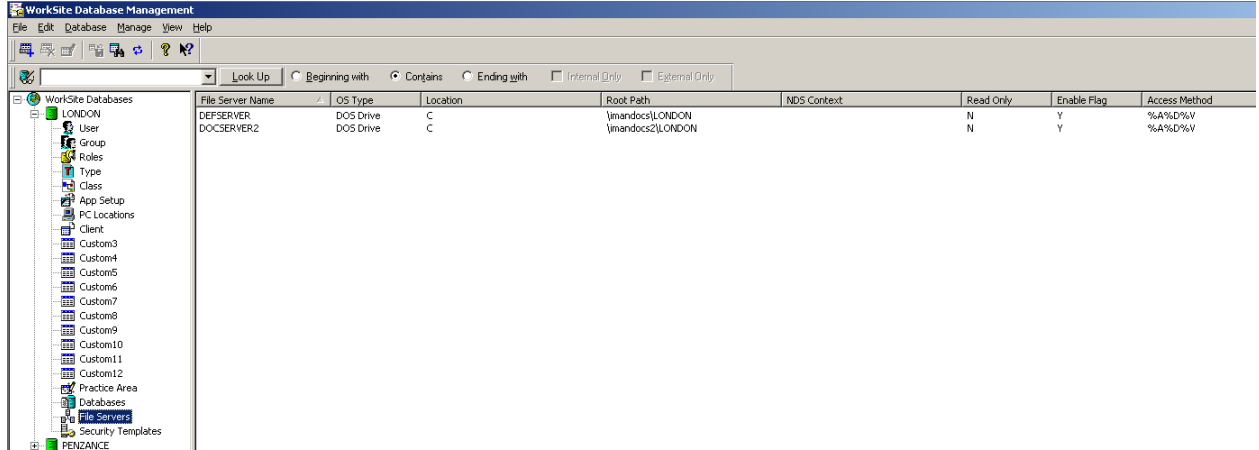 WorkSite Database Management
File Edit Database Manage View Help
Look Up Beginning with Contains Ending with Internal Only External Only
WorkSite Databases
LONDON
User
Group
Roles
Type
Class
App Setup
PC Locations
Client
Custom3
Custom4
Custom5
Custom6
Custom7
Custom8
Custom9
Custom10
Custom11
Custom12
Practice Area
Databases
File Servers
Security Templates
PENZANCE
File Server Name OS Type Location Root Path NDS Context Read Only Enable Flag Access Method
DEFSERVER DOS Drive C \imandocs\LONDON N Y %A%D%V
DOCSERVER2 DOS Drive C \imandocs2\LONDON N Y %A%D%V